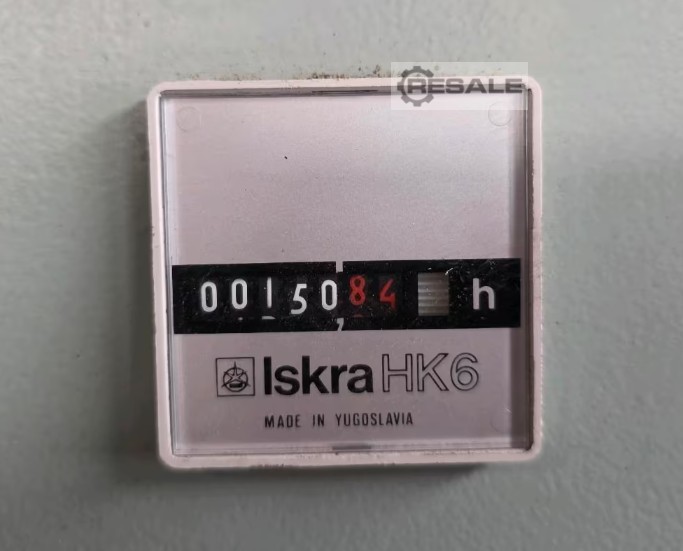 RESALE
0015084 h
Iskra HK6
MADE IN YUGOSLAVIA